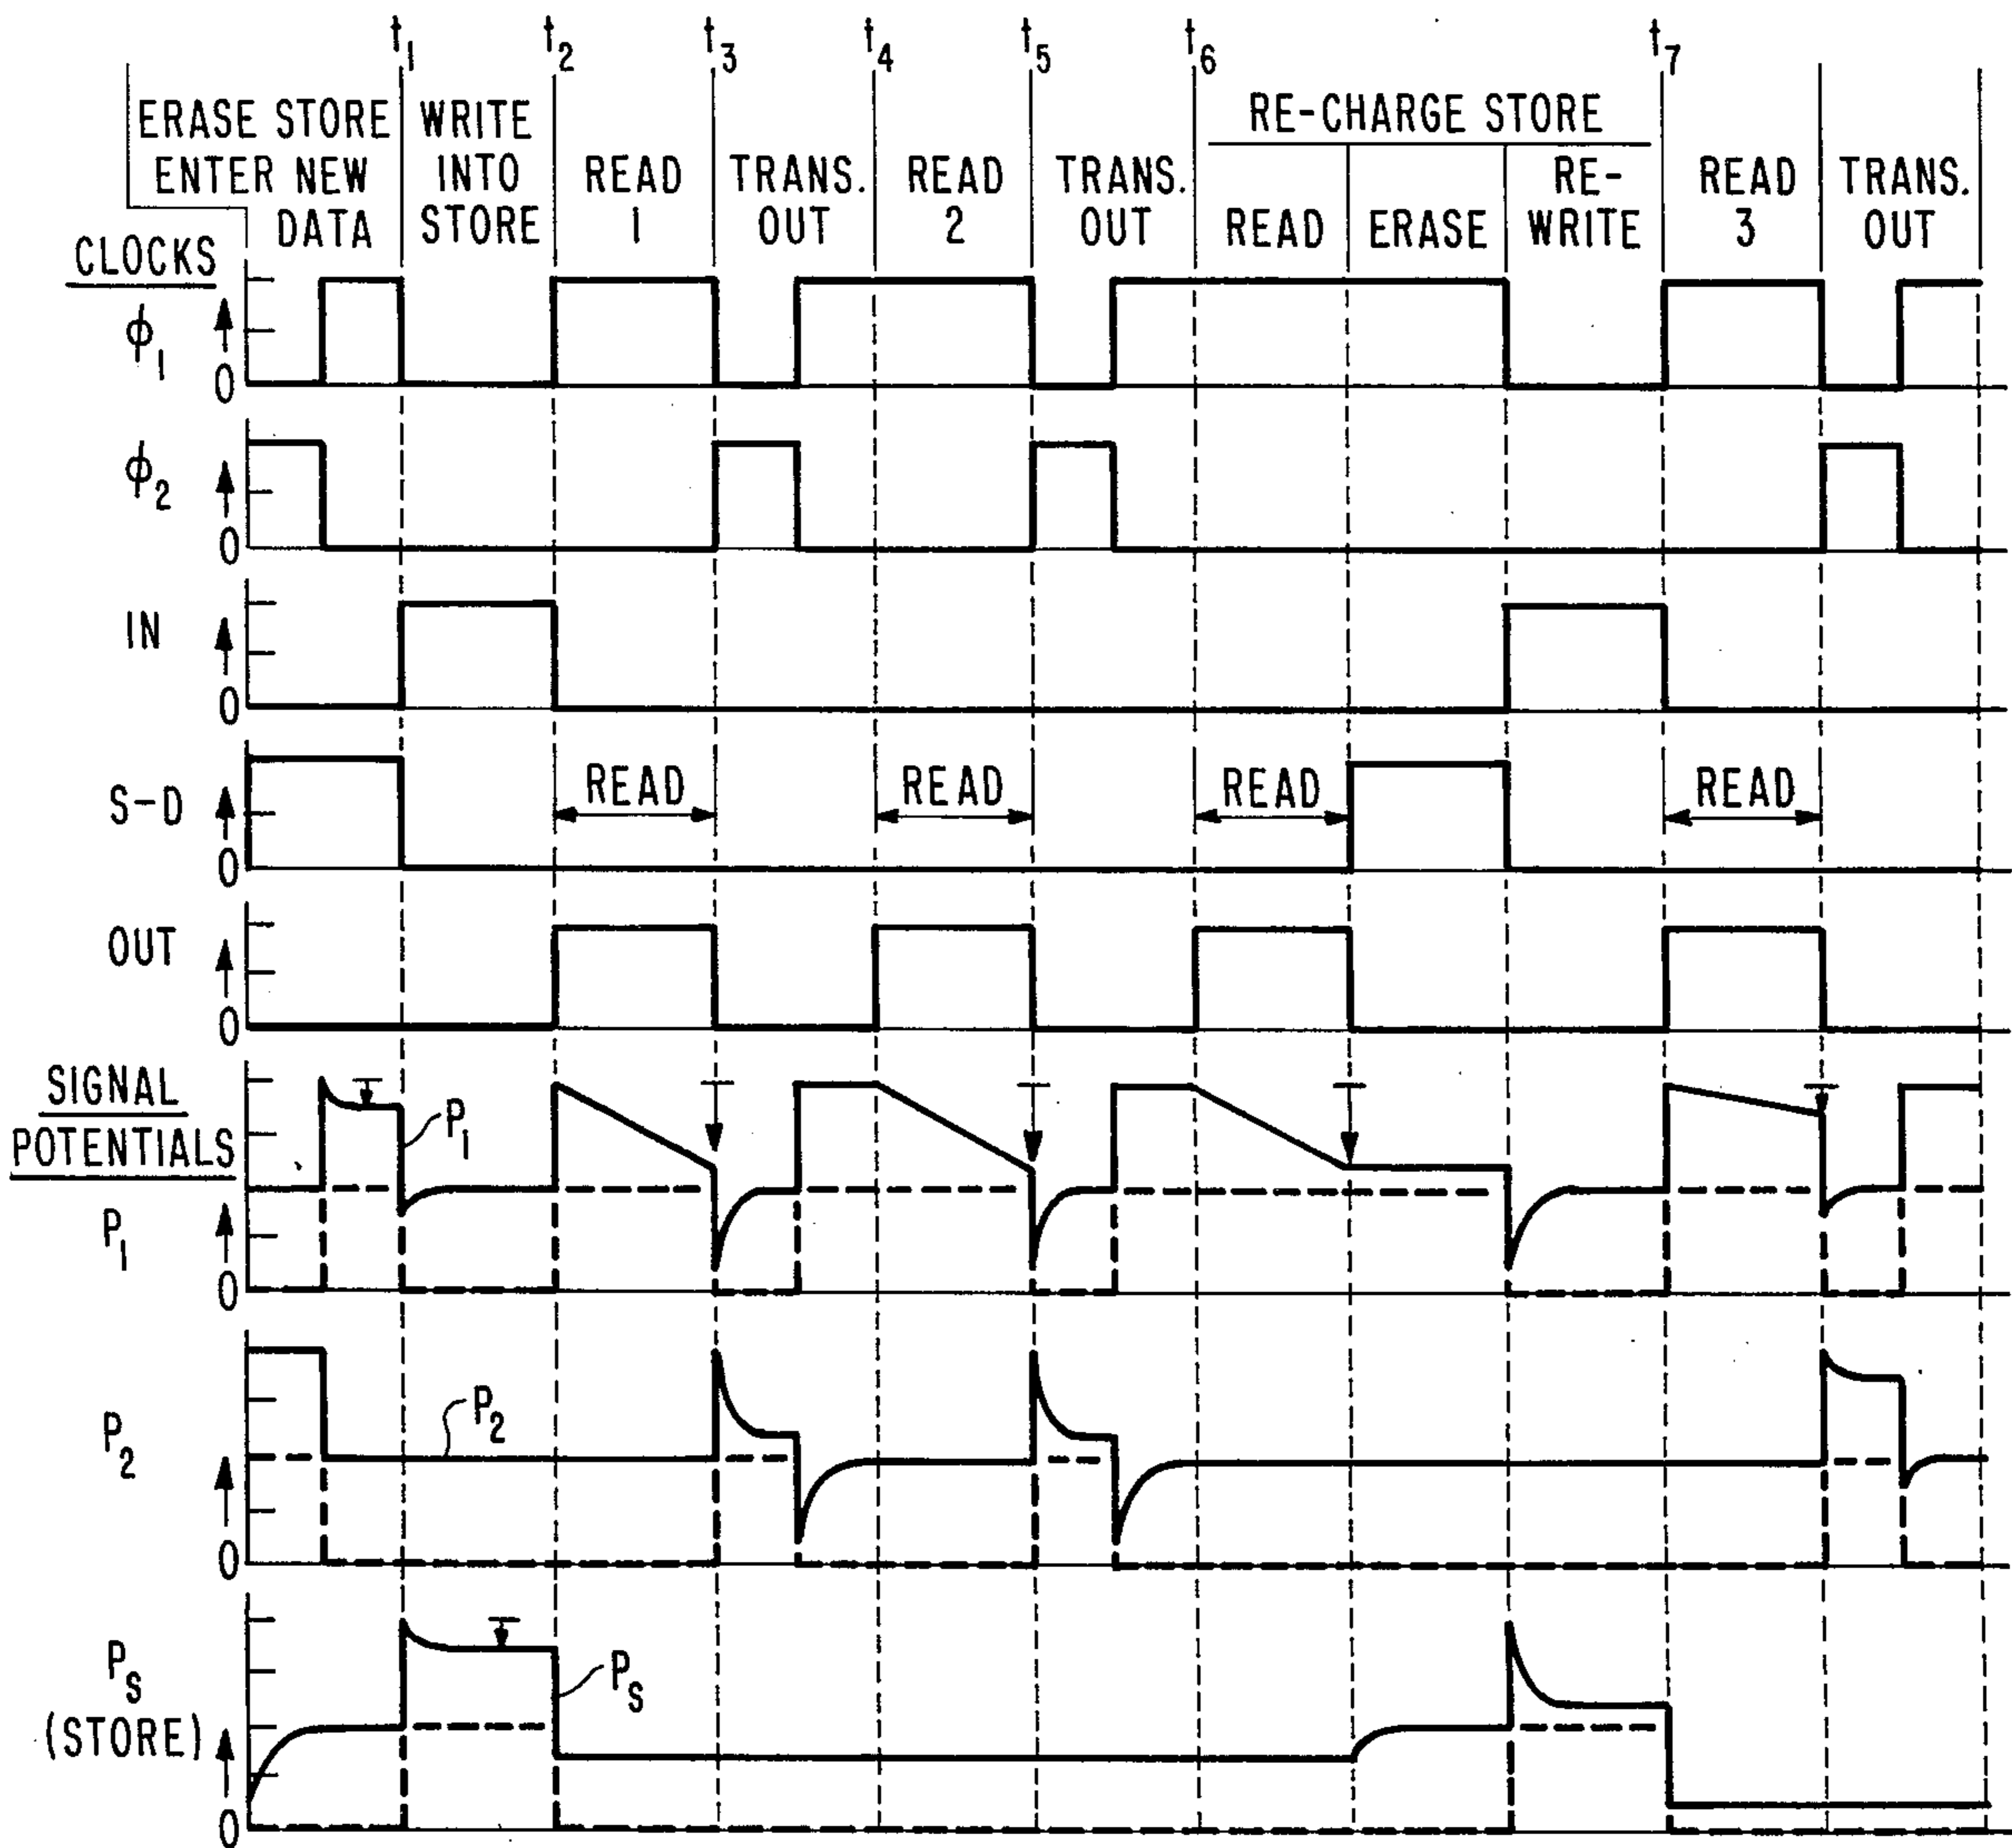 t1 t2 t3 t4 t5 t6 t7
ERASE STORE
ENTER NEW
DATA
WRITE
INTO
STORE
READ
1
TRANS.
OUT
READ
2
TRANS.
OUT
RE-CHARGE STORE
READ
ERASE
RE-
WRITE
READ
3
TRANS.
OUT
CLOCKS
ϕ1
0
ϕ2
0
IN
0
S-D
READ
READ
READ
READ
0
OUT
0
SIGNAL
POTENTIALS
P1
P1
0
P2
P2
0
PS
(STORE)
PS
0